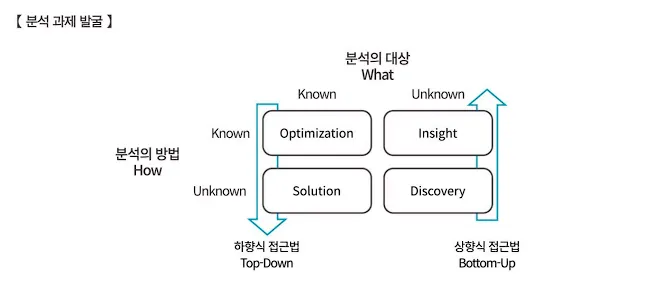 【 분석 과제 발굴 】
분석의 대상
What
Known
Unknown
분석의 방법
How
Known
Optimization
Insight
Unknown
Solution
Discovery
하향식 접근법
Top-Down
상향식 접근법
Bottom-Up